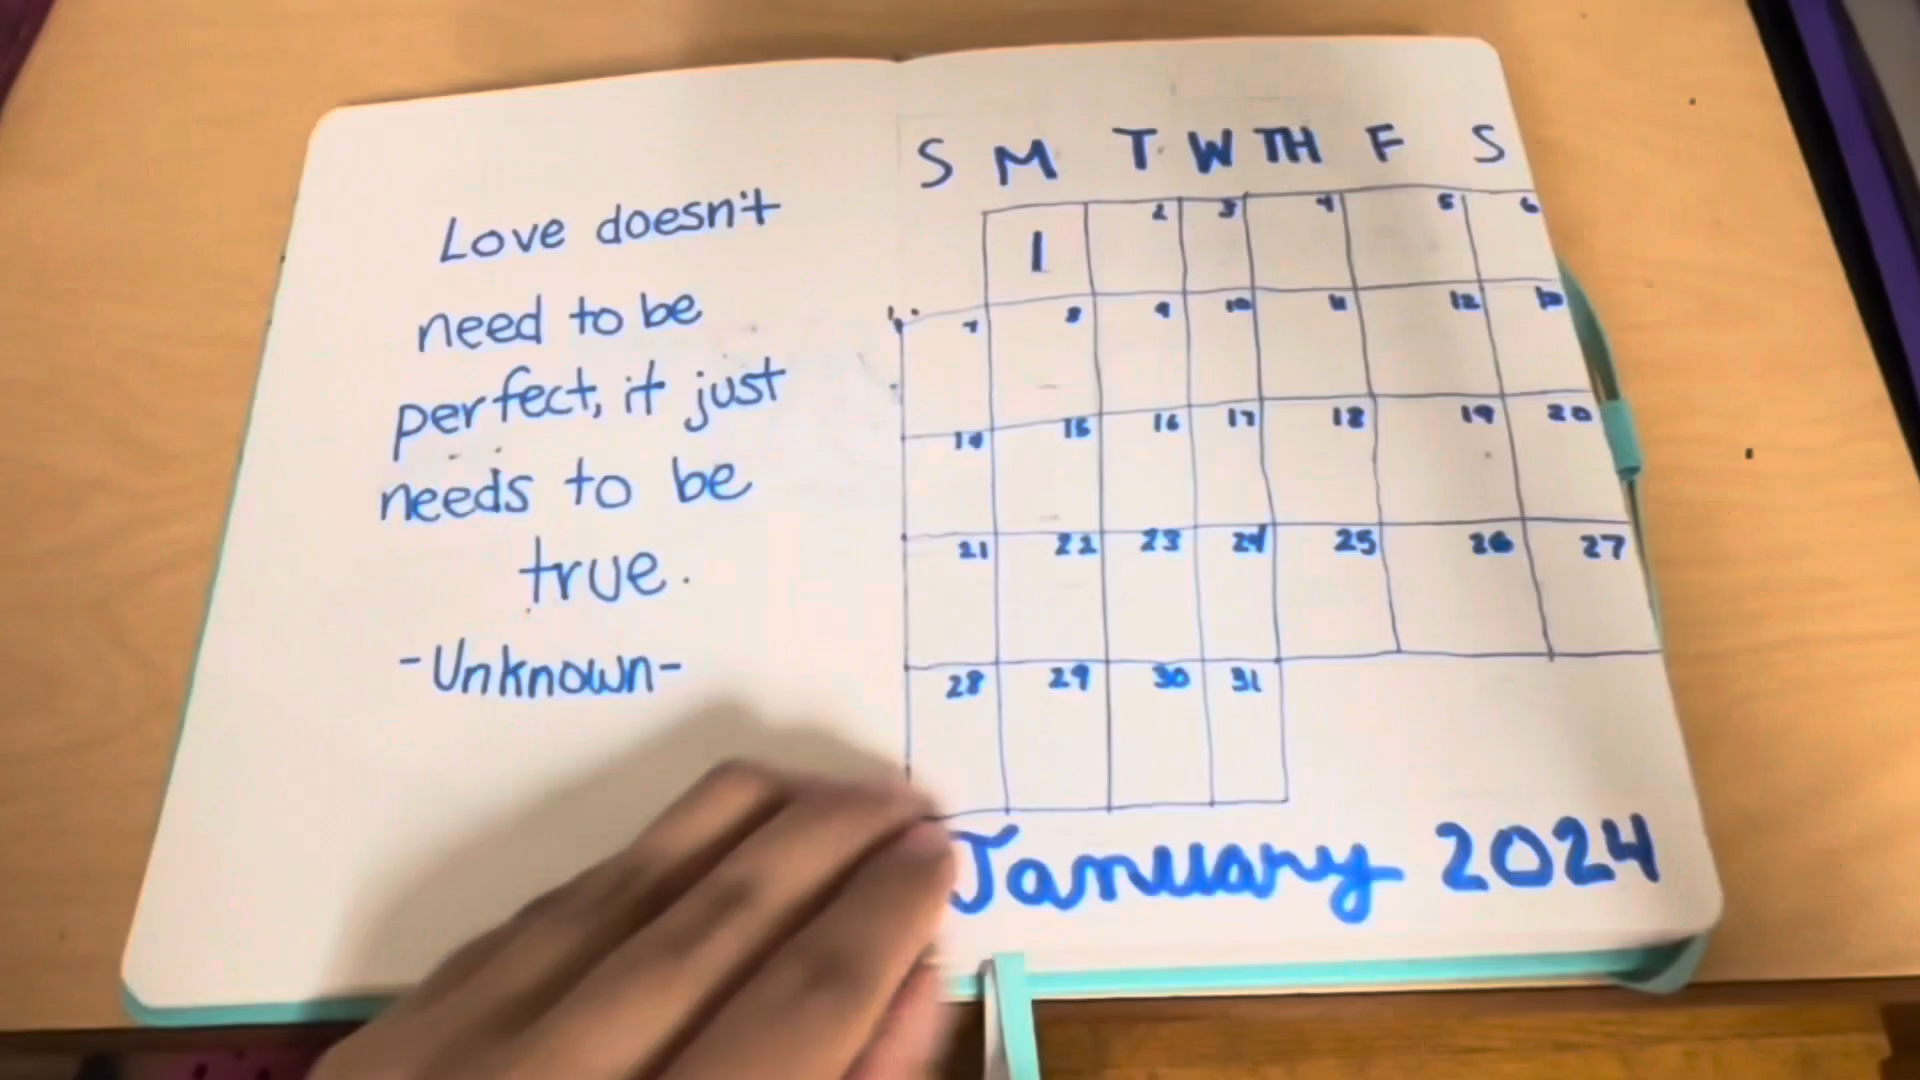 Love doesn't
need to be
perfect, it just
needs to be
true.
-Unknown-
S M T W TH F S
1 2 3 4 5 6
7 8 9 10 11 12 13
14 15 16 17 18 19 20
21 22 23 24 25 26 27
28 29 30 31
January 2024